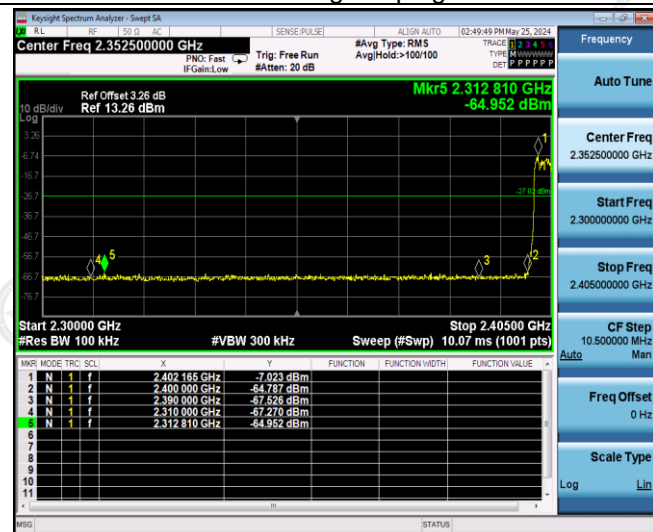 Keysight Spectrum Analyzer - Swept SA
RL RF 50 Ω AC SENSE:PULSE ALIGN AUTO 02:49:49 PM May 25, 2024
Center Freq 2.352500000 GHz
PNO: Fast
IFGain:Low
Trig: Free Run
#Atten: 20 dB
#Avg Type: RMS
Avg|Hold:>100/100
TRACE 1 2 3 4 5 6
TYPE MWWWWW
DET P P P P P P
Mkr5 2.312 810 GHz
-64.952 dBm
Ref Offset 3.26 dB
10 dB/div Ref 13.26 dBm
Log
3.26
-6.74
-16.7
-26.7
-36.7
-46.7
-56.7
-66.7
-76.7
1
-27.02 dBm
4 5 3 2
Start 2.30000 GHz Stop 2.40500 GHz
#Res BW 100 kHz #VBW 300 kHz Sweep (#Swp) 10.07 ms (1001 pts)
MKR MODE TRC SCL X Y FUNCTION FUNCTION WIDTH FUNCTION VALUE
1 N 1 f 2.402 165 GHz -7.023 dBm
2 N 1 f 2.400 000 GHz -64.787 dBm
3 N 1 f 2.390 000 GHz -67.526 dBm
4 N 1 f 2.310 000 GHz -67.270 dBm
5 N 1 f 2.312 810 GHz -64.952 dBm
6
7
8
9
10
11
MSG STATUS
Frequency
Auto Tune
Center Freq
2.352500000 GHz
Start Freq
2.300000000 GHz
Stop Freq
2.405000000 GHz
CF Step
10.500000 MHz
Auto Man
Freq Offset
0 Hz
Scale Type
Log Lin